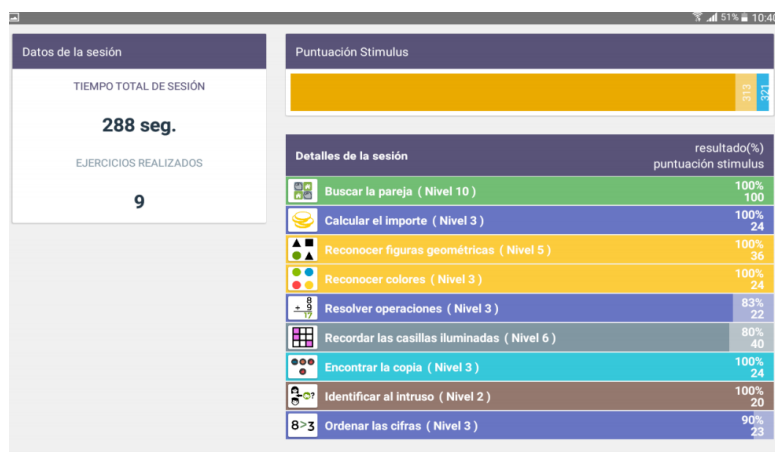 51% 10:40
Datos de la sesión
TIEMPO TOTAL DE SESIÓN
288 seg.
EJERCICIOS REALIZADOS
9
Puntuación Stimulus
313
321
Detalles de la sesión
resultado(%)
puntuación stimulus
Buscar la pareja ( Nivel 10 )
100%
100
Calcular el importe ( Nivel 3 )
100%
24
Reconocer figuras geométricas ( Nivel 5 )
100%
36
Reconocer colores ( Nivel 3 )
100%
24
8
+ 9
17
Resolver operaciones ( Nivel 3 )
83%
22
Recordar las casillas iluminadas ( Nivel 6 )
80%
40
Encontrar la copia ( Nivel 3 )
100%
24
?
Identificar al intruso ( Nivel 2 )
100%
20
8>3
Ordenar las cifras ( Nivel 3 )
90%
23